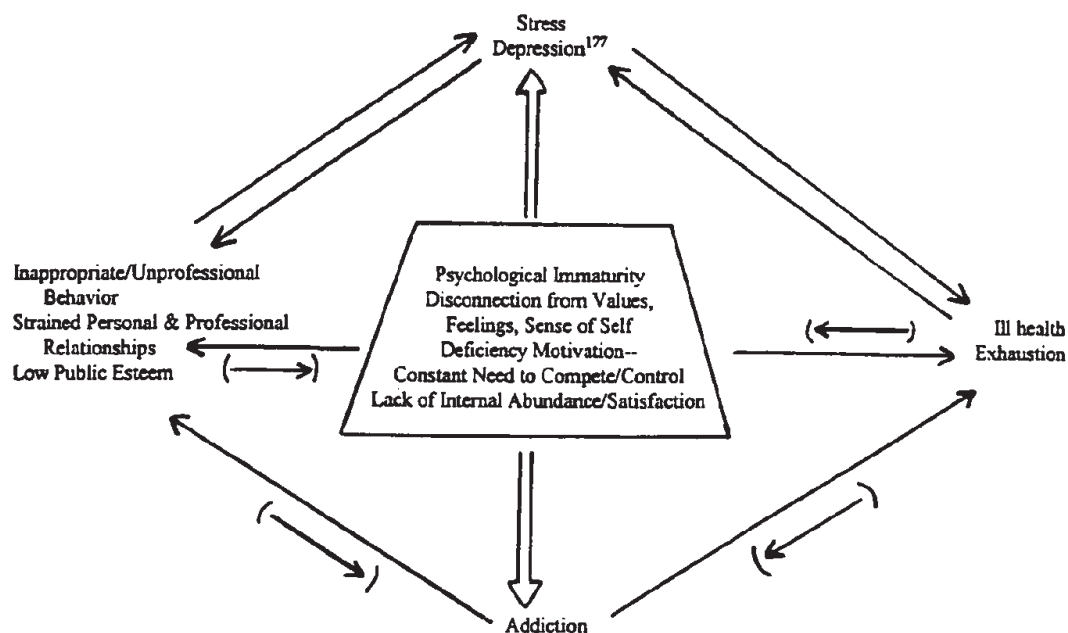 Stress
Depression177
Inappropriate/Unprofessional
Behavior
Strained Personal & Professional
Relationships
Low Public Esteem
Psychological Immaturity
Disconnection from Values,
Feelings, Sense of Self
Deficiency Motivation--
Constant Need to Compete/Control
Lack of Internal Abundance/Satisfaction
Ill health
Exhaustion
Addiction